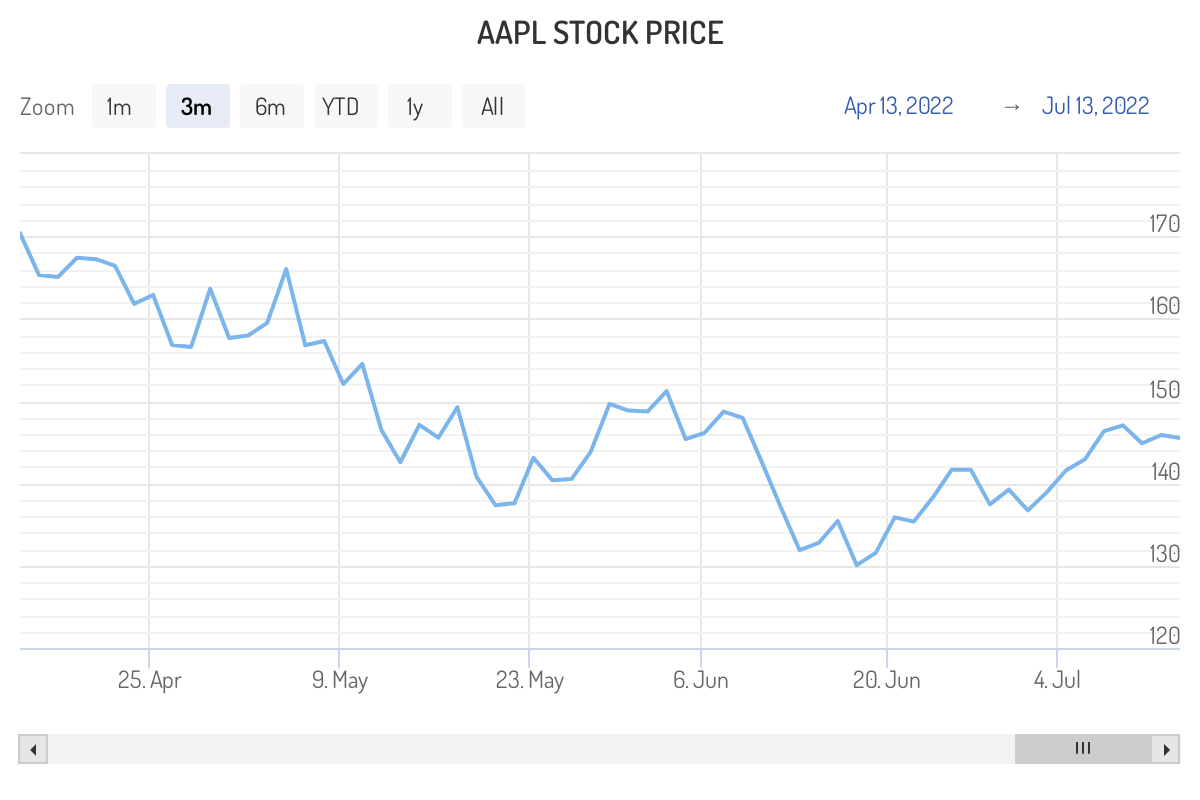 AAPL STOCK PRICE
Zoom 1m 3m 6m YTD 1y All Apr 13, 2022 → Jul 13, 2022
170
160
150
140
130
120
25. Apr 9. May 23. May 6. Jun 20. Jun 4. Jul